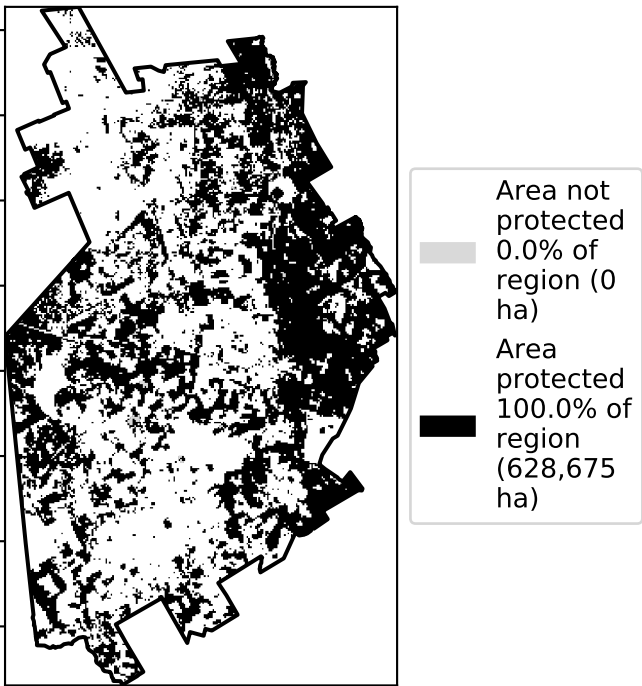 Area not
protected
0.0% of
region (0
ha)
Area
protected
100.0% of
region
(628,675
ha)